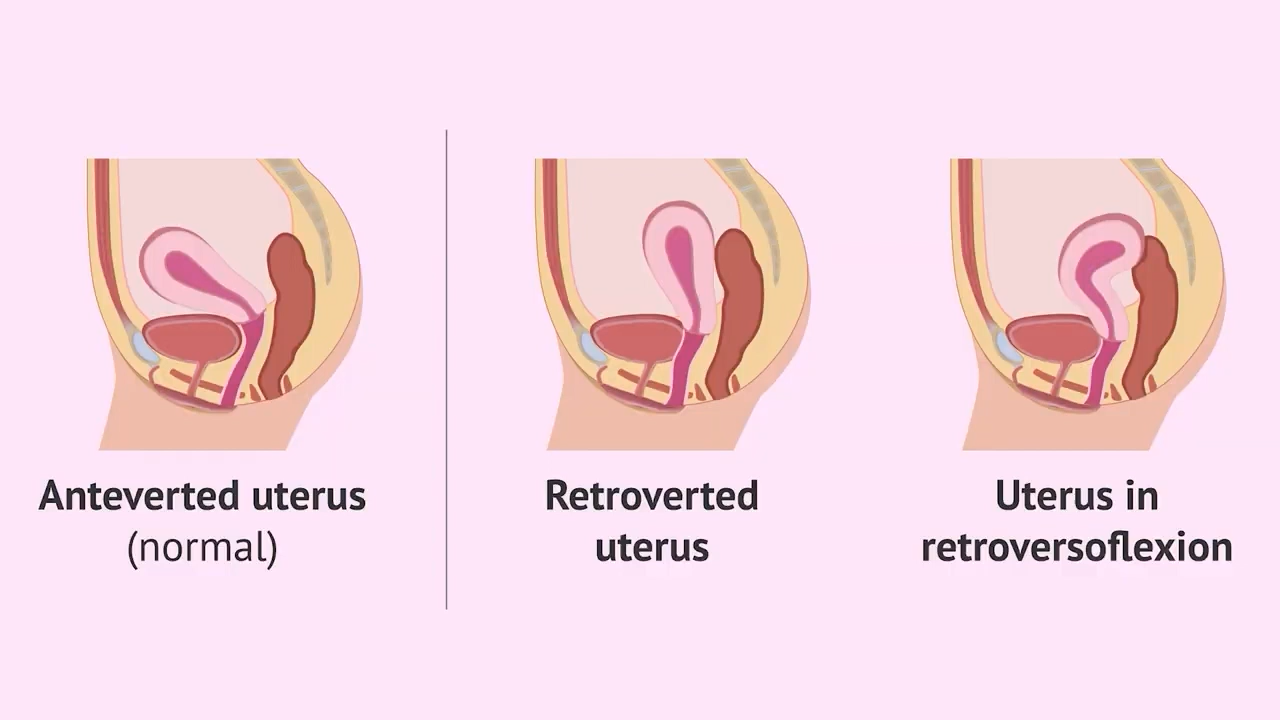 Anteverted uterus
(normal)
Retroverted
uterus
Uterus in
retroversoflexion